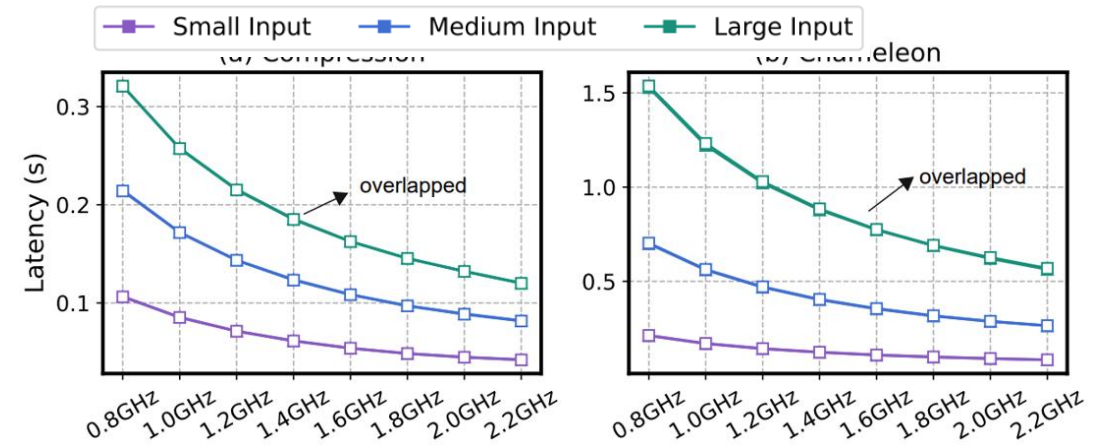 Small Input Medium Input Large Input
(a) Compression
(b) Chameleon
Latency (s)
0.3
0.2
0.1
overlapped
0.8GHz 1.0GHz 1.2GHz 1.4GHz 1.6GHz 1.8GHz 2.0GHz 2.2GHz
1.5
1.0
0.5
overlapped
0.8GHz 1.0GHz 1.2GHz 1.4GHz 1.6GHz 1.8GHz 2.0GHz 2.2GHz